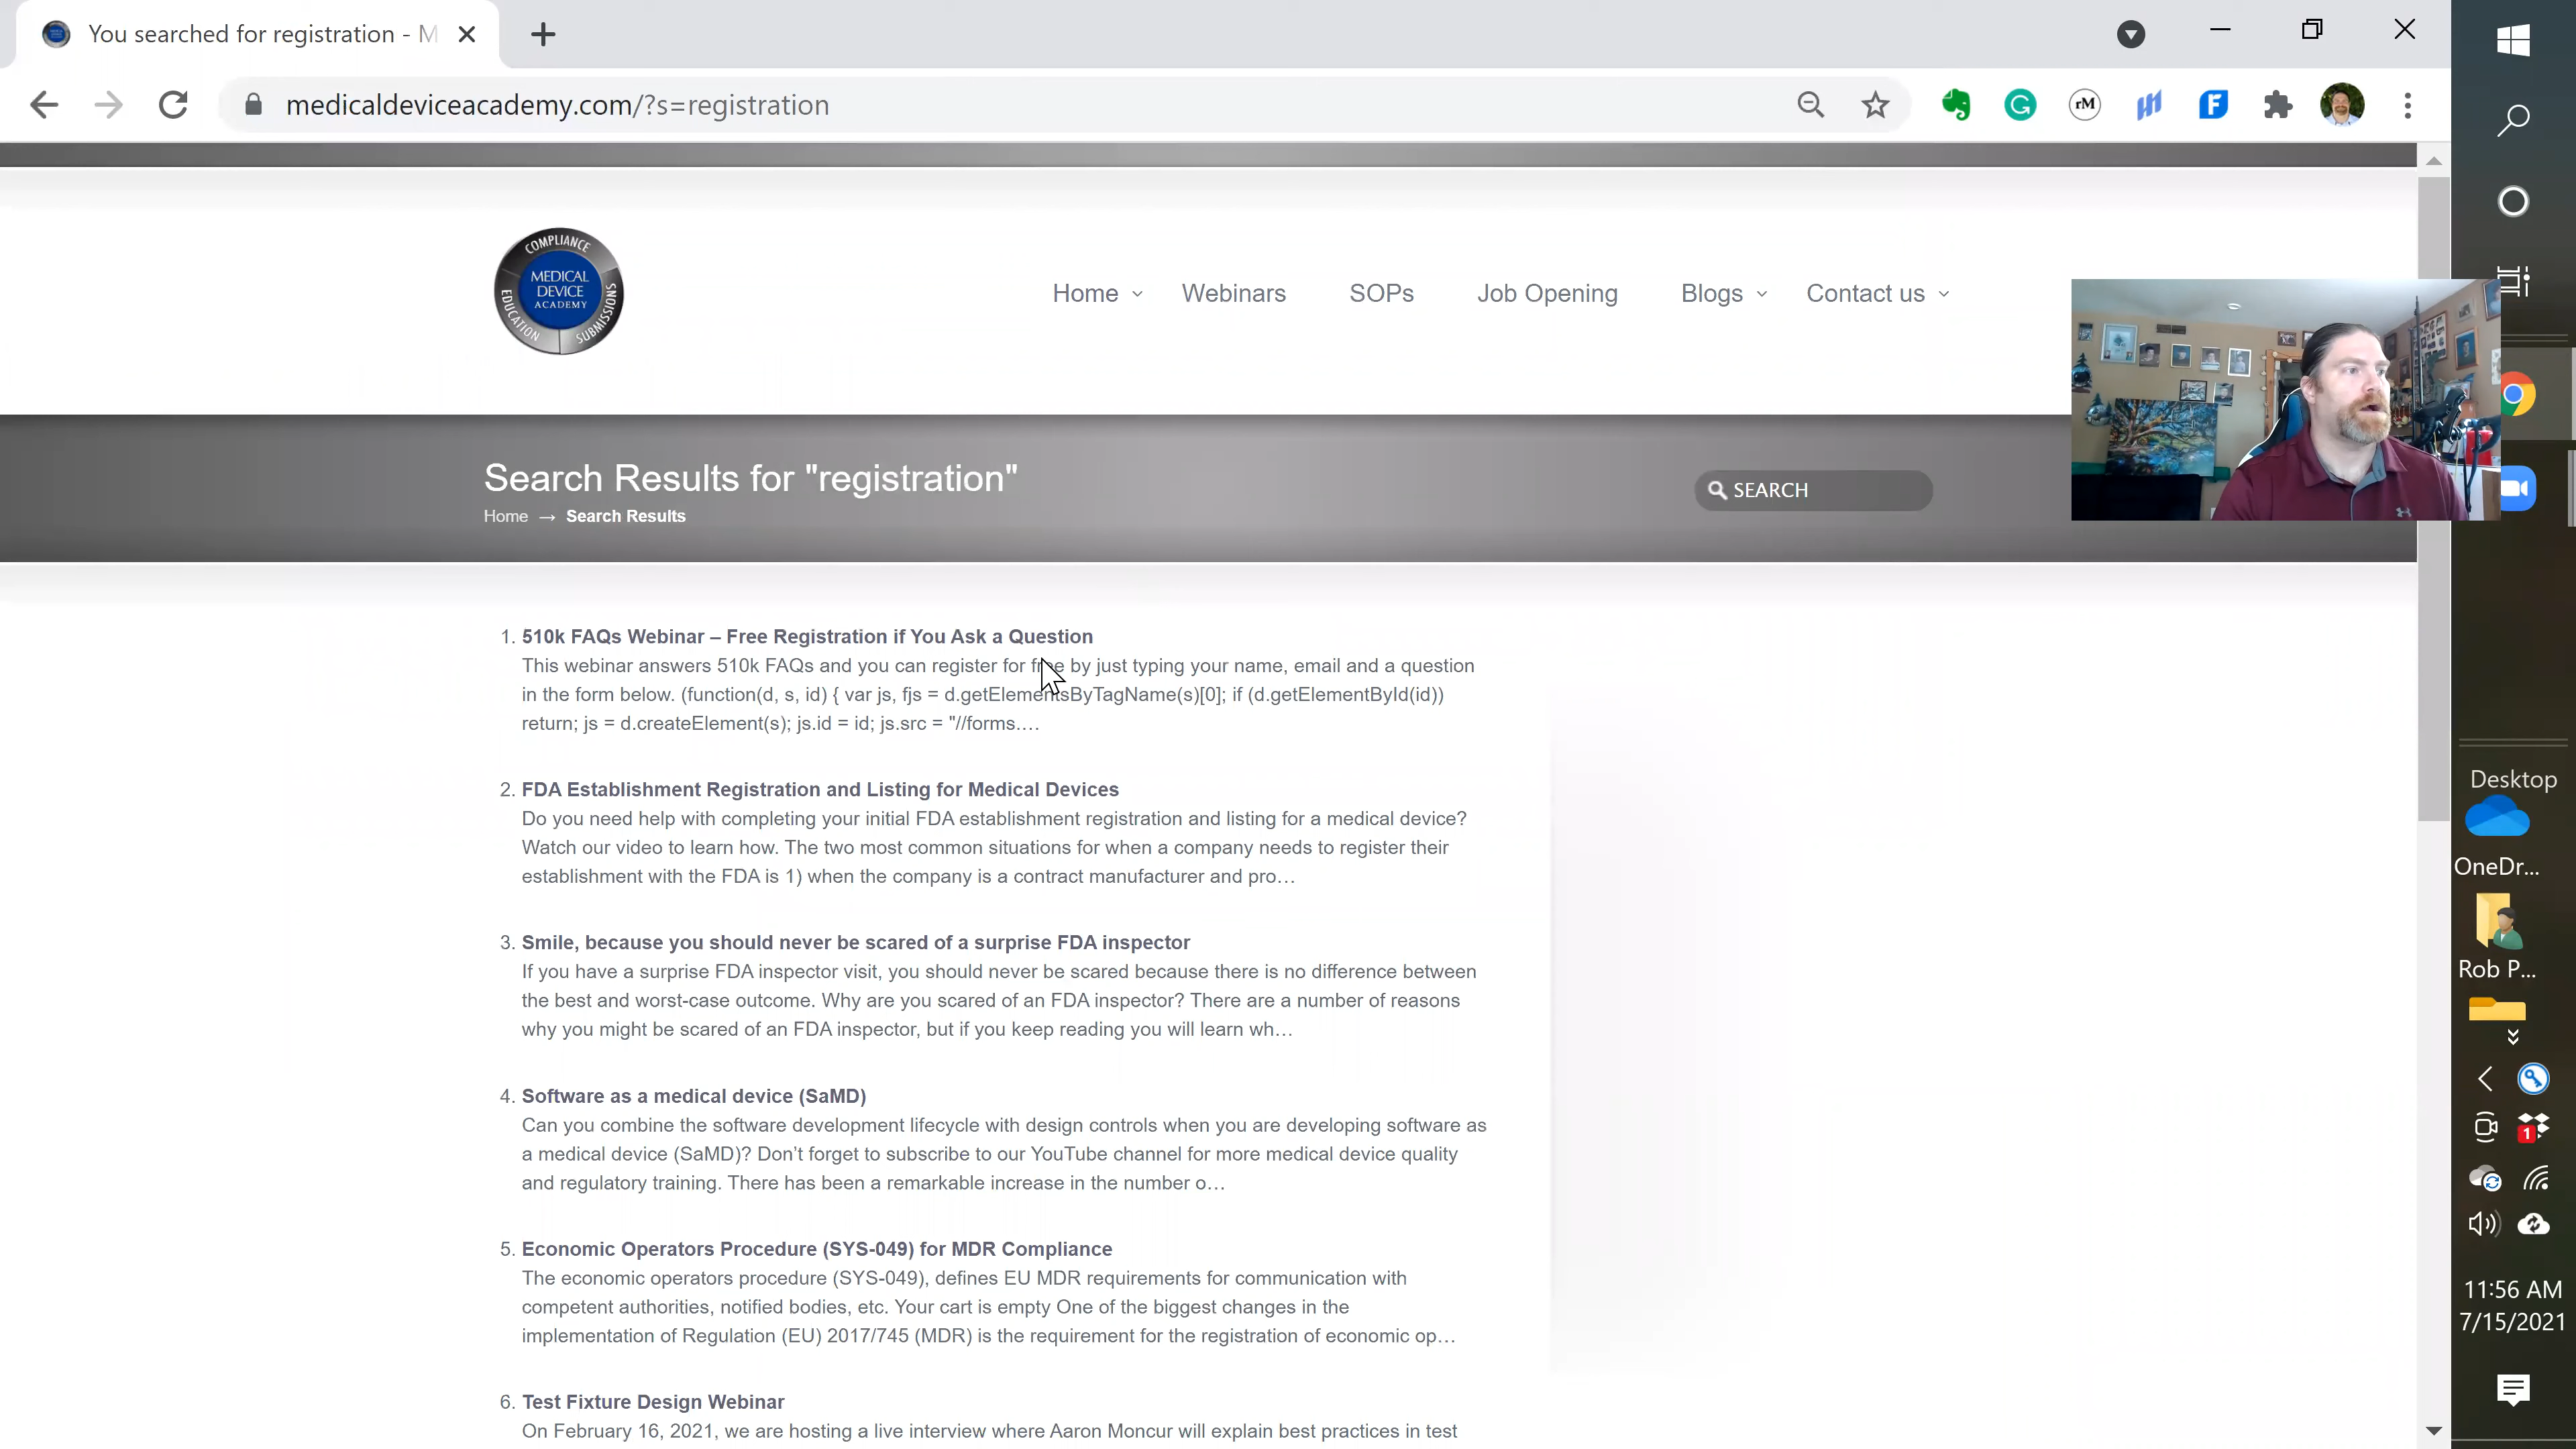 You searched for registration - M
medicaldeviceacademy.com/?s=registration
COMPLIANCE
MEDICAL
DEVICE
ACADEMY
EDUCATION
SUBMISSIONS
Home
Webinars
SOPs
Job Opening
Blogs
Contact us
Search Results for "registration"
Home → Search Results
SEARCH
1. 510k FAQs Webinar – Free Registration if You Ask a Question
This webinar answers 510k FAQs and you can register for free by just typing your name, email and a question
in the form below. (function(d, s, id) { var js, fjs = d.getElementsByTagName(s)[0]; if (d.getElementById(id))
return; js = d.createElement(s); js.id = id; js.src = "//forms.…
2. FDA Establishment Registration and Listing for Medical Devices
Do you need help with completing your initial FDA establishment registration and listing for a medical device?
Watch our video to learn how. The two most common situations for when a company needs to register their
establishment with the FDA is 1) when the company is a contract manufacturer and pro…
3. Smile, because you should never be scared of a surprise FDA inspector
If you have a surprise FDA inspector visit, you should never be scared because there is no difference between
the best and worst-case outcome. Why are you scared of an FDA inspector? There are a number of reasons
why you might be scared of an FDA inspector, but if you keep reading you will learn wh…
4. Software as a medical device (SaMD)
Can you combine the software development lifecycle with design controls when you are developing software as
a medical device (SaMD)? Don’t forget to subscribe to our YouTube channel for more medical device quality
and regulatory training. There has been a remarkable increase in the number o…
5. Economic Operators Procedure (SYS-049) for MDR Compliance
The economic operators procedure (SYS-049), defines EU MDR requirements for communication with
competent authorities, notified bodies, etc. Your cart is empty One of the biggest changes in the
implementation of Regulation (EU) 2017/745 (MDR) is the requirement for the registration of economic op…
6. Test Fixture Design Webinar
On February 16, 2021, we are hosting a live interview where Aaron Moncur will explain best practices in test
rM
Desktop
OneDr...
Rob P...
1
11:56 AM
7/15/2021